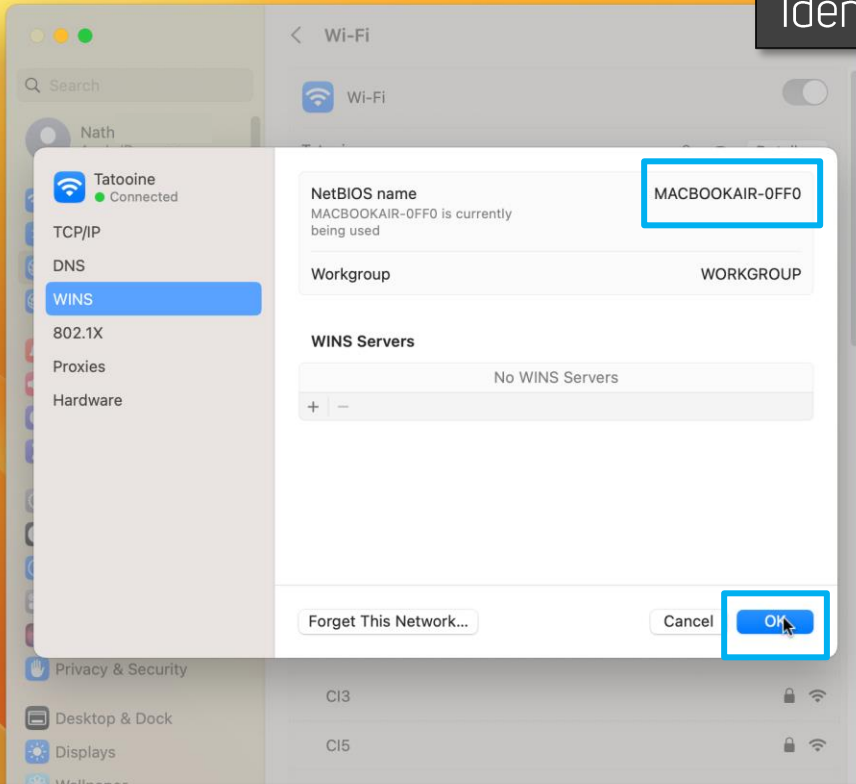 Iden
Wi-Fi
Search
Wi-Fi
Nath
Tatooine
Connected
TCP/IP
DNS
WINS
802.1X
Proxies
Hardware
NetBIOS name
MACBOOKAIR-0FF0
MACBOOKAIR-0FF0 is currently
being used
Workgroup
WORKGROUP
WINS Servers
No WINS Servers
+ −
Forget This Network...
Cancel
OK
Privacy & Security
Desktop & Dock
Displays
CI3
CI5